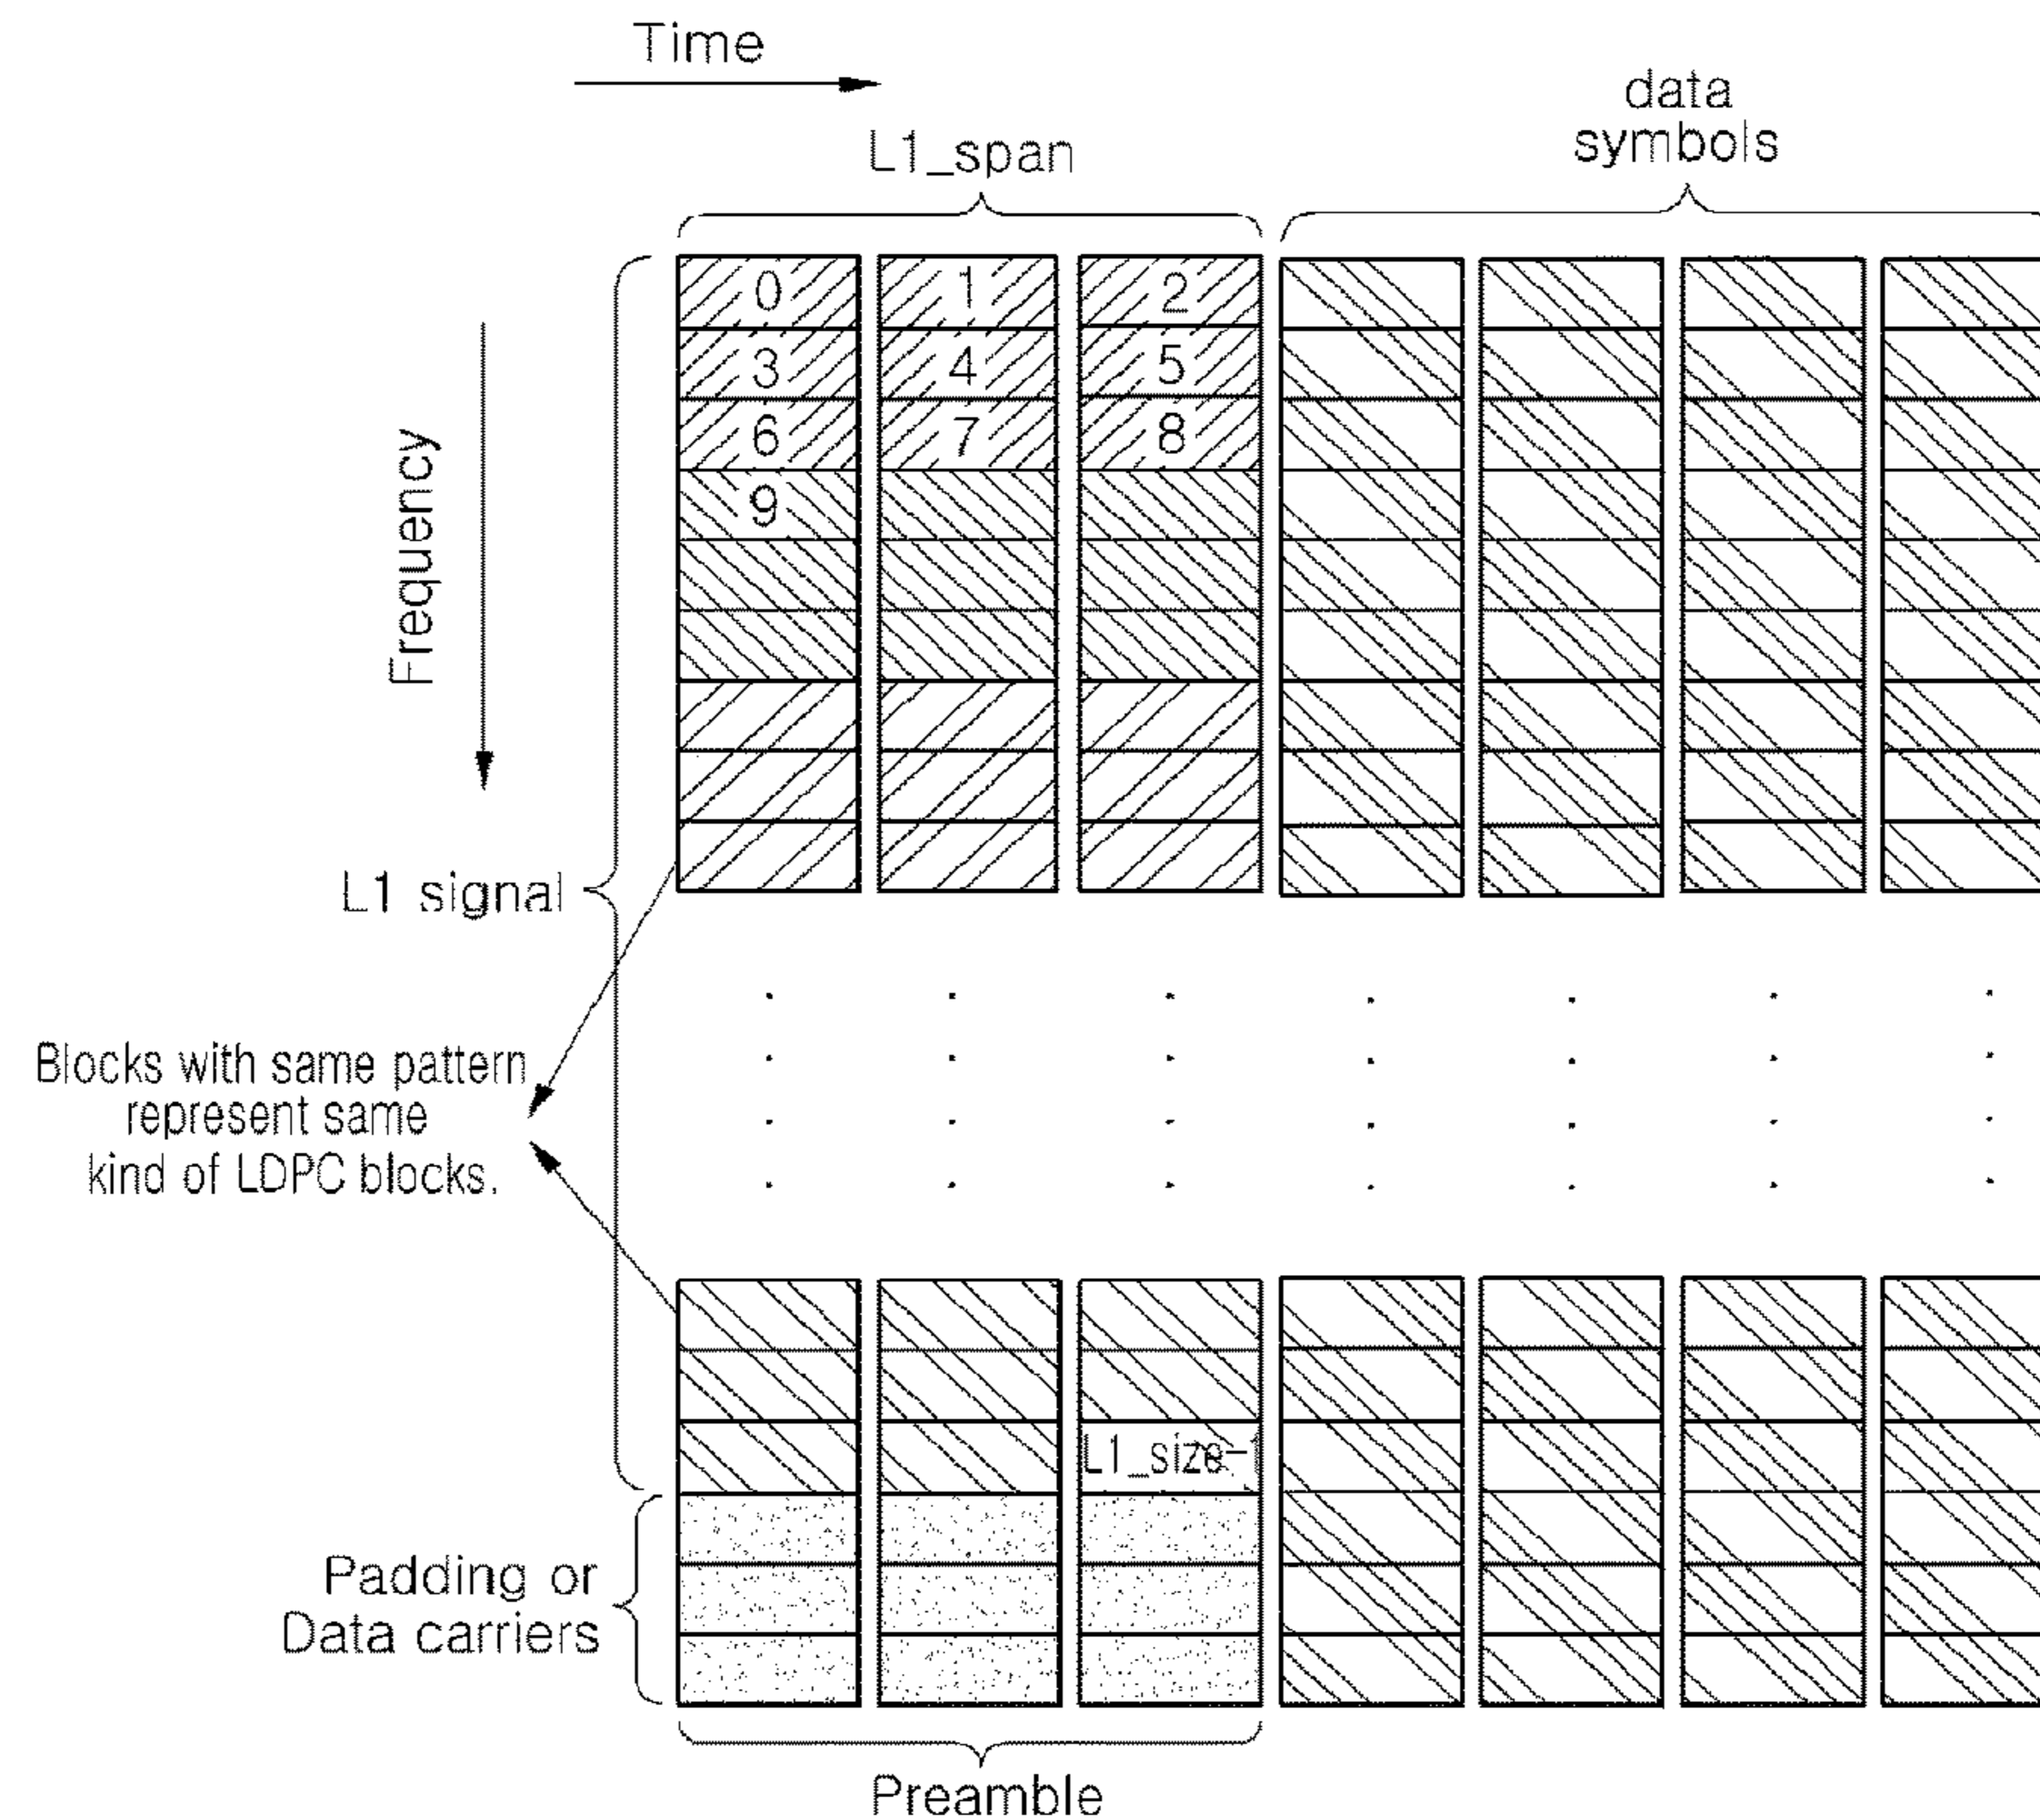 Time
data
symbols
L1_span
0 1 2
3 4 5
6 7 8
9
Frequency
L1 signal
Blocks with same pattern
represent same
kind of LDPC blocks.
L1_size-1
Padding or
Data carriers
Preamble